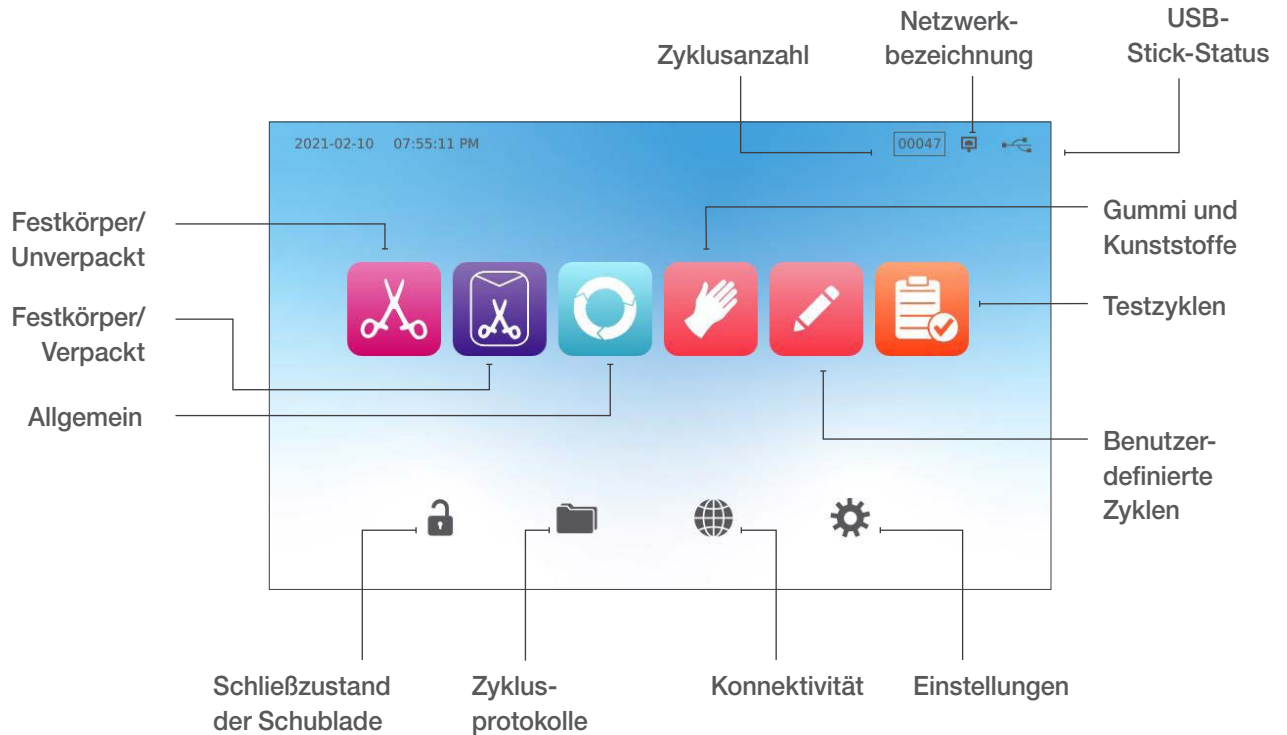 Netzwerk-
bezeichnung
USB-
Stick-Status
Zyklusanzahl
2021-02-10 07:55:11 PM
00047
Festkörper/
Unverpackt
Festkörper/
Verpackt
Allgemein
Gummi und
Kunststoffe
Testzyklen
Benutzer-
definierte
Zyklen
Schließzustand
der Schublade
Zyklus-
protokolle
Konnektivität
Einstellungen